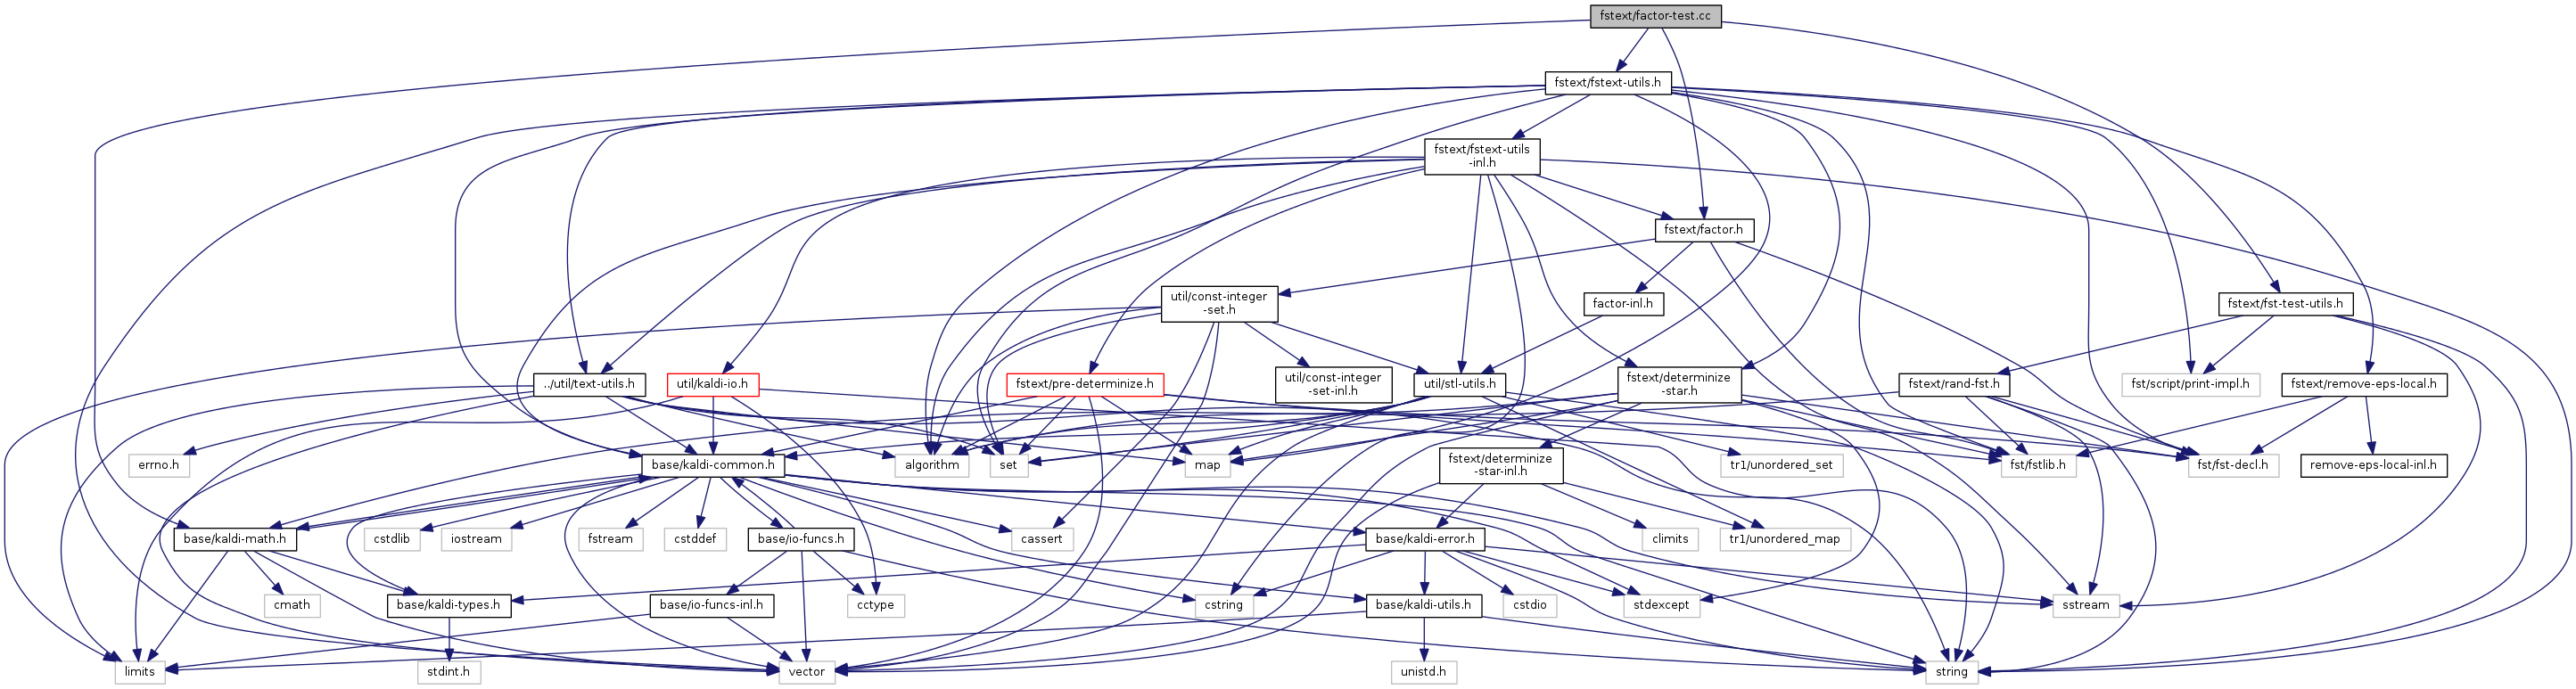 fstext/factor-test.cc
fstext/fstext-utils.h
fstext/fstext-utils
-inl.h
fstext/factor.h
util/const-integer
-set.h
factor-inl.h
fstext/fst-test-utils.h
../util/text-utils.h
util/kaldi-io.h
fstext/pre-determinize.h
util/const-integer
-set-inl.h
util/stl-utils.h
fstext/determinize
-star.h
fstext/rand-fst.h
fst/script/print-impl.h
fstext/remove-eps-local.h
errno.h
base/kaldi-common.h
algorithm
set
map
fstext/determinize
-star-inl.h
tr1/unordered_set
fst/fstlib.h
fst/fst-decl.h
remove-eps-local-inl.h
base/kaldi-math.h
cstdlib
iostream
fstream
cstddef
base/io-funcs.h
cassert
base/kaldi-error.h
climits
tr1/unordered_map
cmath
base/kaldi-types.h
base/io-funcs-inl.h
cctype
cstring
base/kaldi-utils.h
cstdio
stdexcept
sstream
limits
stdint.h
vector
unistd.h
string